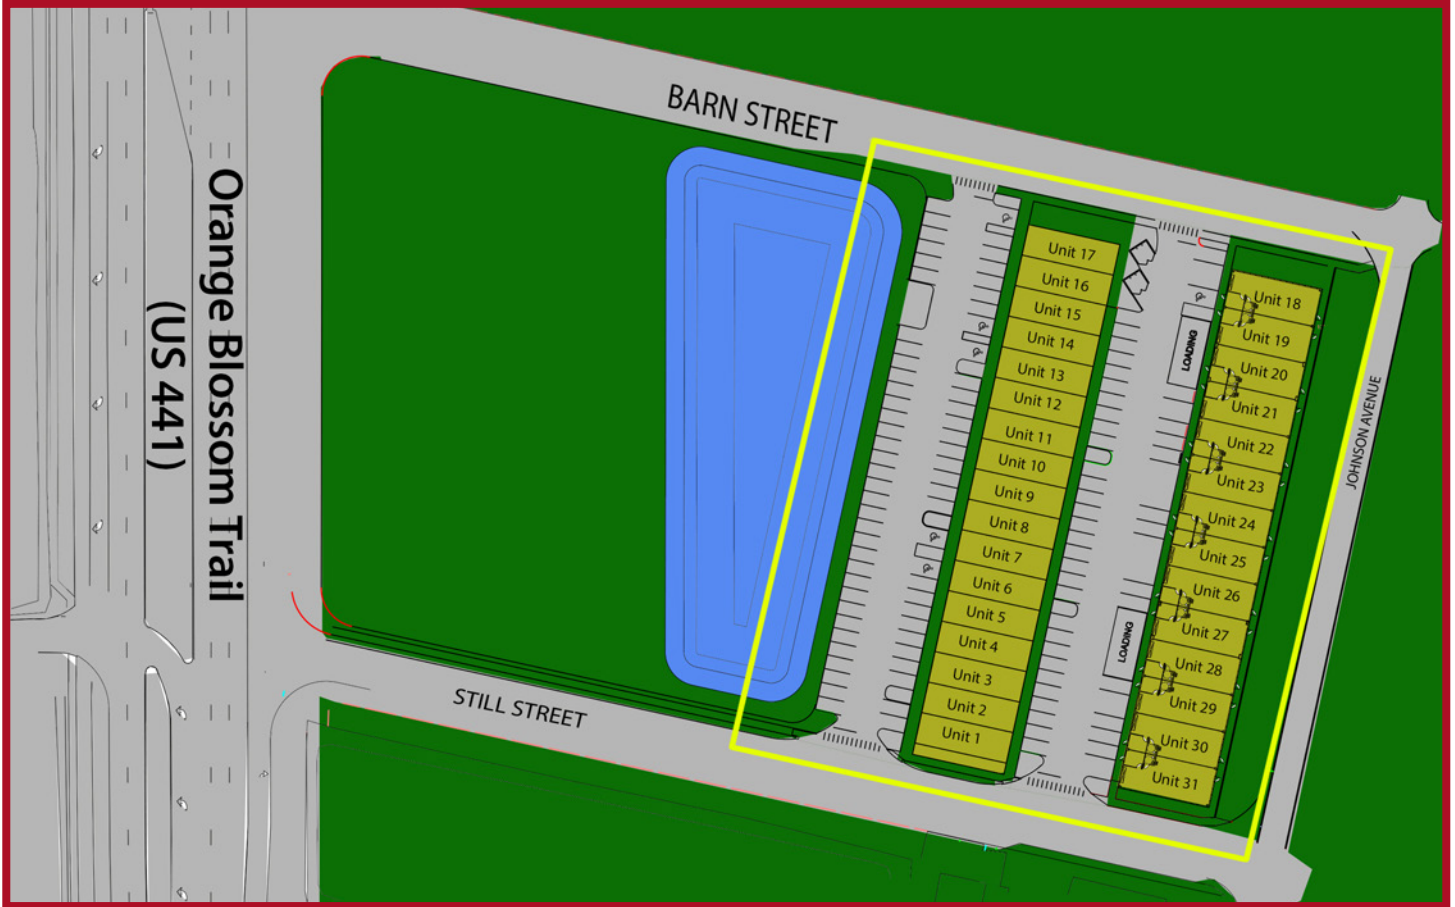 BARN STREET
Orange Blossom Trail
(US 441)
STILL STREET
JOHNSON AVENUE
Unit 17
Unit 16
Unit 15
Unit 14
Unit 13
Unit 12
Unit 11
Unit 10
Unit 9
Unit 8
Unit 7
Unit 6
Unit 5
Unit 4
Unit 3
Unit 2
Unit 1
LOADING
LOADING
Unit 18
Unit 19
Unit 20
Unit 21
Unit 22
Unit 23
Unit 24
Unit 25
Unit 26
Unit 27
Unit 28
Unit 29
Unit 30
Unit 31